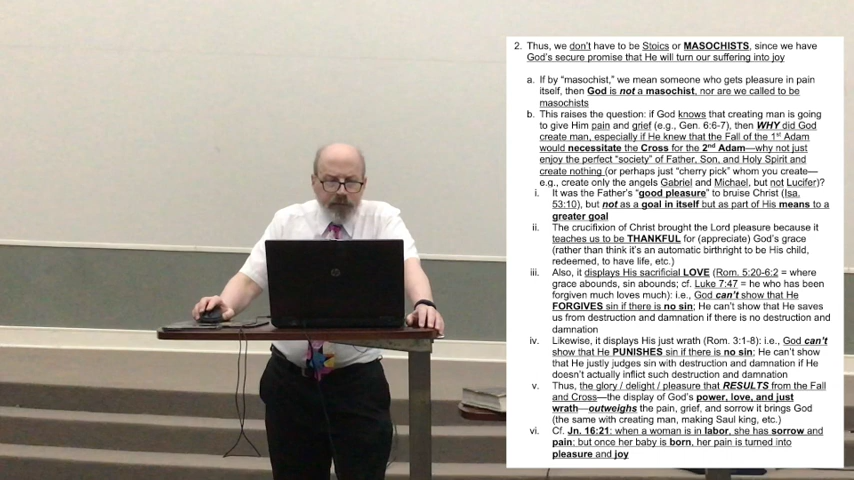 2. Thus, we don't have to be Stoics or MASOCHISTS, since we have
God's secure promise that He will turn our suffering into joy
a. If by "masochist," we mean someone who gets pleasure in pain
itself, then God is not a masochist, nor are we called to be
masochists
b. This raises the question: if God knows that creating man is going
to give Him pain and grief (e.g., Gen. 6:6-7), then WHY did God
create man, especially if He knew that the Fall of the 1st Adam
would necessitate the Cross for the 2nd Adam—why not just
enjoy the perfect "society" of Father, Son, and Holy Spirit and
create nothing (or perhaps just "cherry pick" whom you create—
e.g., create only the angels Gabriel and Michael, but not Lucifer)?
i. It was the Father's "good pleasure" to bruise Christ (Isa.
53:10), but not as a goal in itself but as part of His means to a
greater goal
ii. The crucifixion of Christ brought the Lord pleasure because it
teaches us to be THANKFUL for (appreciate) God's grace
(rather than think it's an automatic birthright to be His child,
redeemed, to have life, etc.)
iii. Also, it displays His sacrificial LOVE (Rom. 5:20-6:2 = where
grace abounds, sin abounds; cf. Luke 7:47 = he who has been
forgiven much loves much): i.e., God can't show that He
FORGIVES sin if there is no sin; He can't show that He saves
us from destruction and damnation if there is no destruction and
damnation
iv. Likewise, it displays His just wrath (Rom. 3:1-8): i.e., God can't
show that He PUNISHES sin if there is no sin; He can't show
that He justly judges sin with destruction and damnation if He
doesn't actually inflict such destruction and damnation
v. Thus, the glory / delight / pleasure that RESULTS from the Fall
and Cross—the display of God's power, love, and just
wrath—outweighs the pain, grief, and sorrow it brings God
(the same with creating man, making Saul king, etc.)
vi. Cf. Jn. 16:21: when a woman is in labor, she has sorrow and
pain; but once her baby is born, her pain is turned into
pleasure and joy